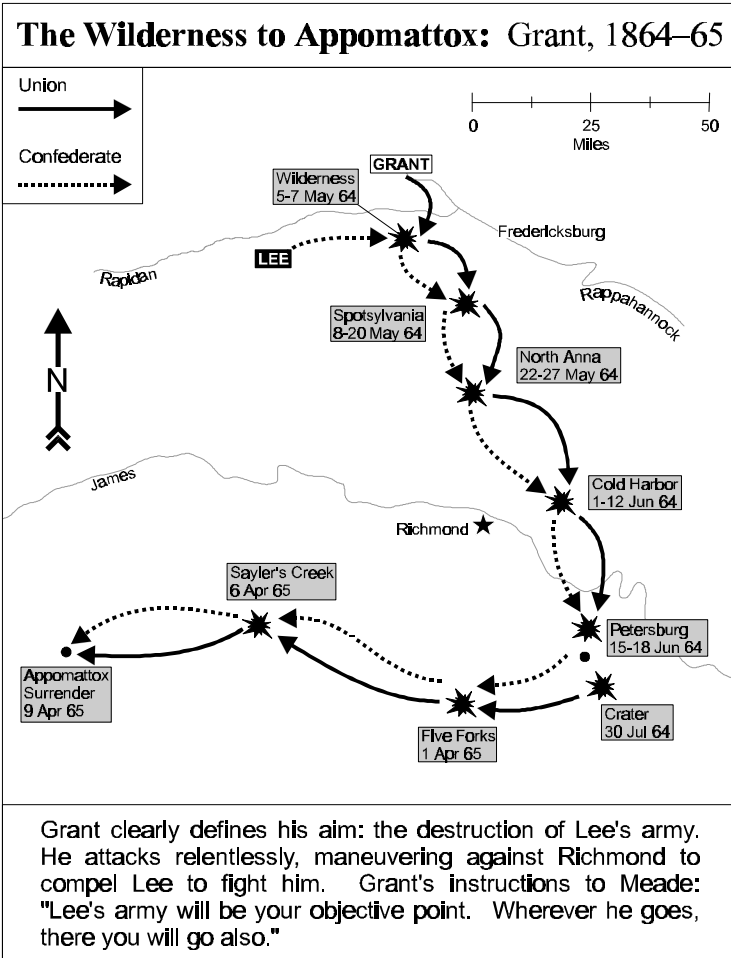 The Wilderness to Appomattox: Grant, 1864–65
Union
Confederate
0 25 50
Miles
GRANT
Wilderness
5-7 May 64
Fredericksburg
LEE
Rapidan
Rappahannock
Spotsylvania
8-20 May 64
North Anna
22-27 May 64
N
James
Cold Harbor
1-12 Jun 64
Richmond
Sayler's Creek
6 Apr 65
Petersburg
15-18 Jun 64
Appomattox
Surrender
9 Apr 65
Five Forks
1 Apr 65
Crater
30 Jul 64
Grant clearly defines his aim: the destruction of Lee's army.
He attacks relentlessly, maneuvering against Richmond to
compel Lee to fight him. Grant's instructions to Meade:
"Lee's army will be your objective point. Wherever he goes,
there you will go also."